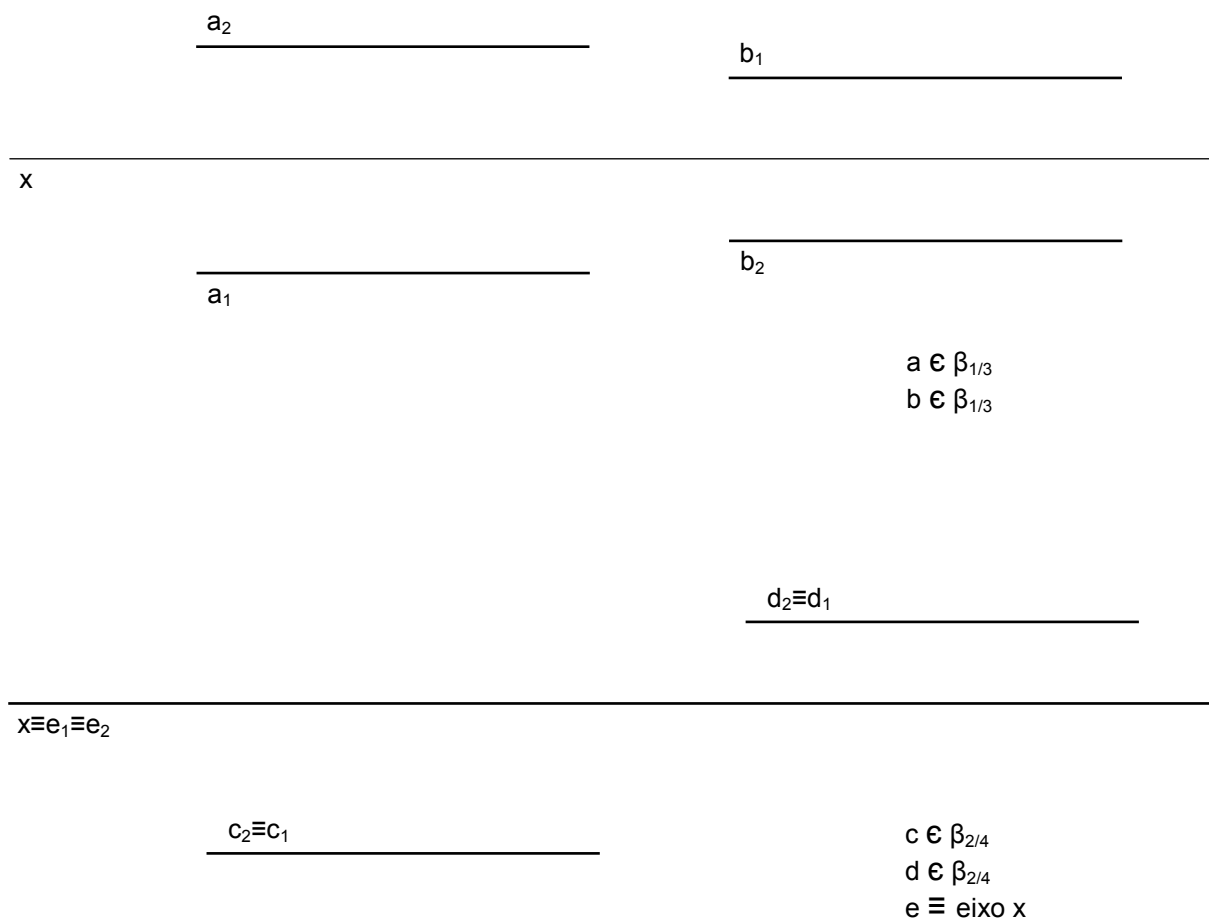 a₂
b₁
x
b₂
a₁
a Є β₁/₃
b Є β₁/₃
d₂≡d₁
x≡e₁≡e₂
c₂≡c₁
c Є β₂/₄
d Є β₂/₄
e ≡ eixo x